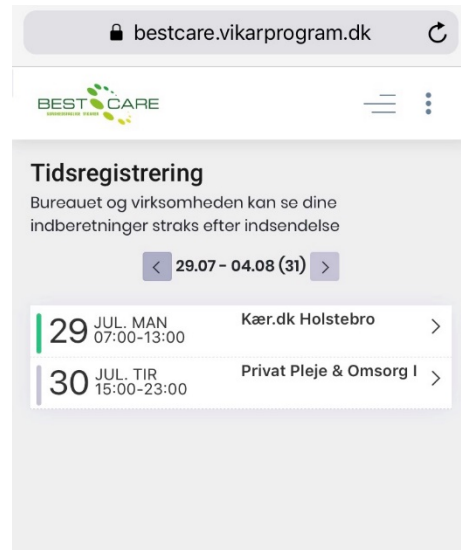 bestcare.vikarprogram.dk
BEST CARE
Tidsregistrering
Bureauet og virksomheden kan se dine
indberetninger straks efter indsendelse
29.07 - 04.08 (31)
29 JUL. MAN
07:00-13:00
Kær.dk Holstebro
30 JUL. TIR
15:00-23:00
Privat Pleje & Omsorg I